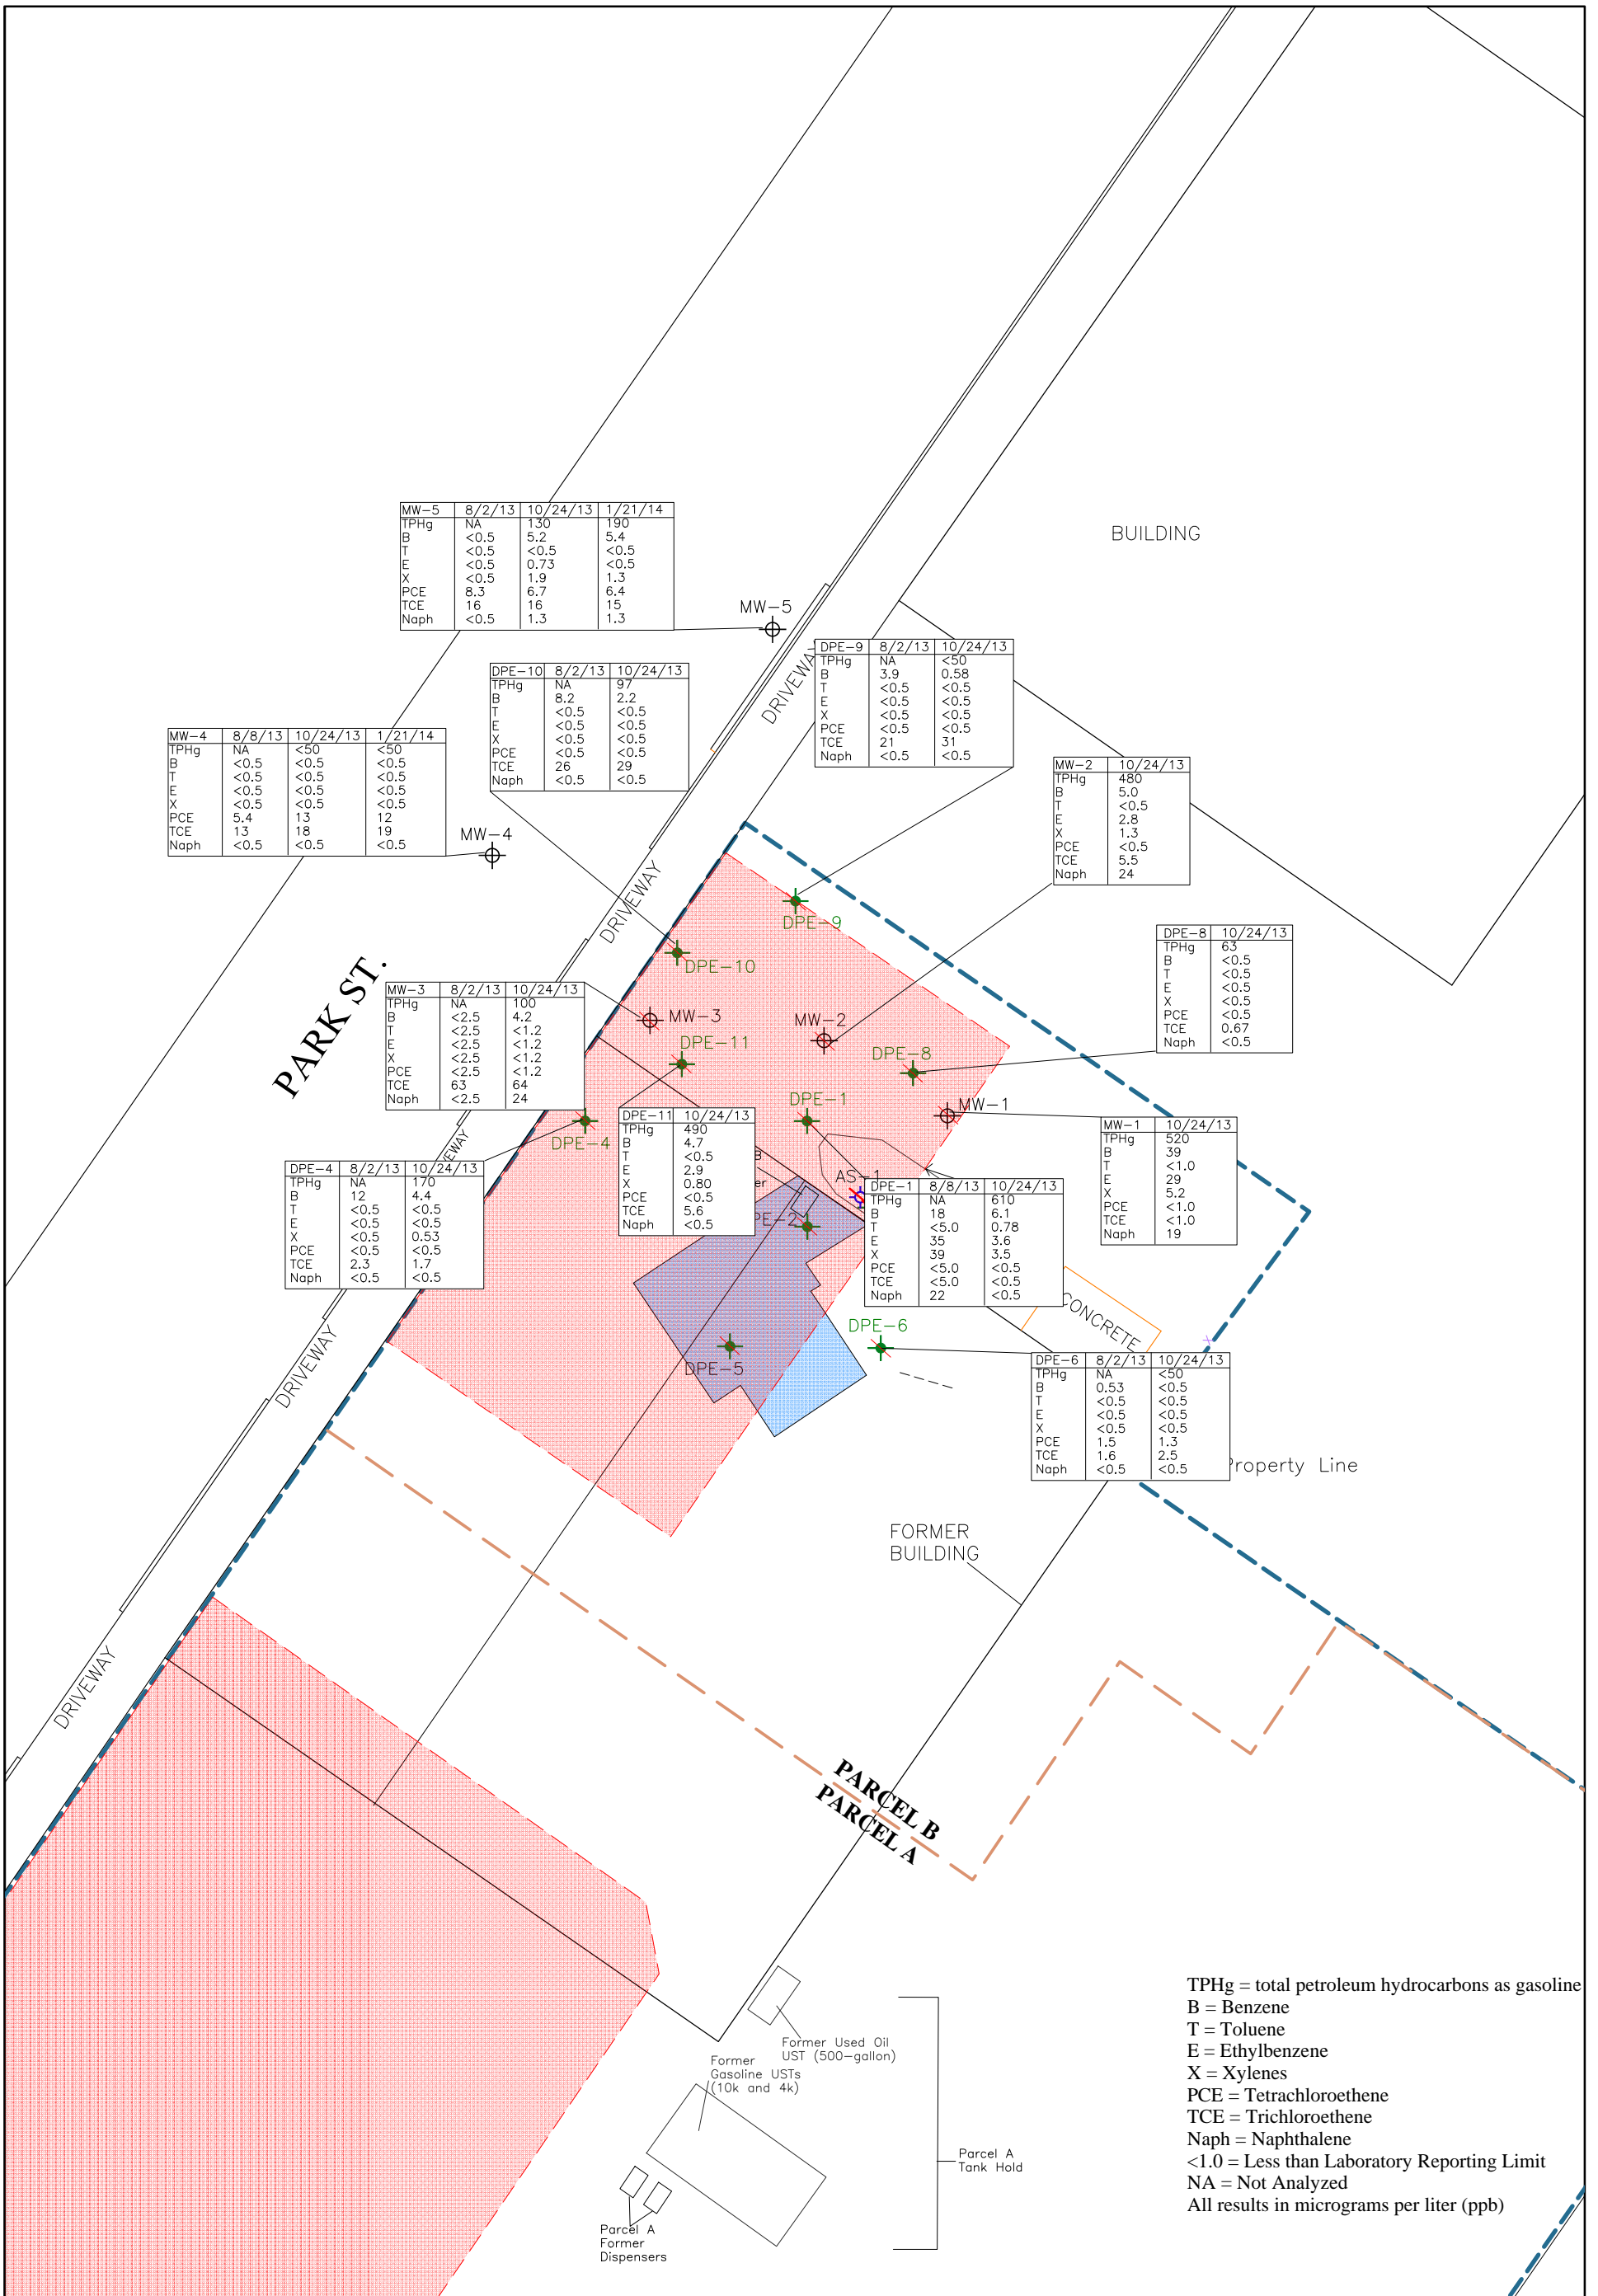 BUILDING
MW-5 8/2/13 10/24/13 1/21/14
TPHg NA 130 190
B <0.5 5.2 5.4
T <0.5 <0.5 <0.5
E <0.5 0.73 <0.5
X <0.5 1.9 1.3
PCE 8.3 6.7 6.4
TCE 16 16 15
Naph <0.5 1.3 1.3
MW-5
DRIVEWAY
DPE-9 8/2/13 10/24/13
TPHg NA <50
B 3.9 0.58
T <0.5 <0.5
E <0.5 <0.5
X <0.5 <0.5
PCE <0.5 <0.5
TCE 21 31
Naph <0.5 <0.5
DPE-10 8/2/13 10/24/13
TPHg NA 97
B 8.2 2.2
T <0.5 <0.5
E <0.5 <0.5
X <0.5 <0.5
PCE <0.5 <0.5
TCE 26 29
Naph <0.5 <0.5
MW-4 8/8/13 10/24/13 1/21/14
TPHg NA <50 <50
B <0.5 <0.5 <0.5
T <0.5 <0.5 <0.5
E <0.5 <0.5 <0.5
X <0.5 <0.5 <0.5
PCE 5.4 13 12
TCE 13 18 19
Naph <0.5 <0.5 <0.5
MW-4
MW-2 10/24/13
TPHg 480
B 5.0
T <0.5
E 2.8
X 1.3
PCE <0.5
TCE 5.5
Naph 24
DRIVEWAY
DPE-9
DPE-10
DPE-8 10/24/13
TPHg 63
B <0.5
T <0.5
E <0.5
X <0.5
PCE <0.5
TCE 0.67
Naph <0.5
PARK ST.
MW-3 8/2/13 10/24/13
TPHg NA 100
B <2.5 4.2
T <2.5 <1.2
E <2.5 <1.2
X <2.5 <1.2
PCE <2.5 <1.2
TCE 63 64
Naph <2.5 24
MW-3
MW-2
DPE-11
DPE-8
DPE-1
MW-1
DPE-4
DPE-11 10/24/13
TPHg 490
B 4.7
T <0.5
E 2.9
X 0.80
PCE <0.5
TCE 5.6
Naph <0.5
MW-1 10/24/13
TPHg 520
B 39
T <1.0
E 29
X 5.2
PCE <1.0
TCE <1.0
Naph 19
DPE-4 8/2/13 10/24/13
TPHg NA 170
B 12 4.4
T <0.5 <0.5
E <0.5 <0.5
X <0.5 0.53
PCE <0.5 <0.5
TCE 2.3 1.7
Naph <0.5 <0.5
AS-1
DPE-1 8/8/13 10/24/13
TPHg NA 610
B 18 6.1
T <5.0 0.78
E 35 3.6
X 39 3.5
PCE <5.0 <0.5
TCE <5.0 <0.5
Naph 22 <0.5
PE-2
CONCRETE
DRIVEWAY
DPE-6
DPE-5
DPE-6 8/2/13 10/24/13
TPHg NA <50
B 0.53 <0.5
T <0.5 <0.5
E <0.5 <0.5
X <0.5 <0.5
PCE 1.5 1.3
TCE 1.6 2.5
Naph <0.5 <0.5
Property Line
FORMER
BUILDING
DRIVEWAY
PARCEL B
PARCEL A
Former Used Oil
UST (500-gallon)
Former
Gasoline USTs
(10k and 4k)
Parcel A
Tank Hold
Parcel A
Former
Dispensers
TPHg = total petroleum hydrocarbons as gasoline
B = Benzene
T = Toluene
E = Ethylbenzene
X = Xylenes
PCE = Tetrachloroethene
TCE = Trichloroethene
Naph = Naphthalene
<1.0 = Less than Laboratory Reporting Limit
NA = Not Analyzed
All results in micrograms per liter (ppb)